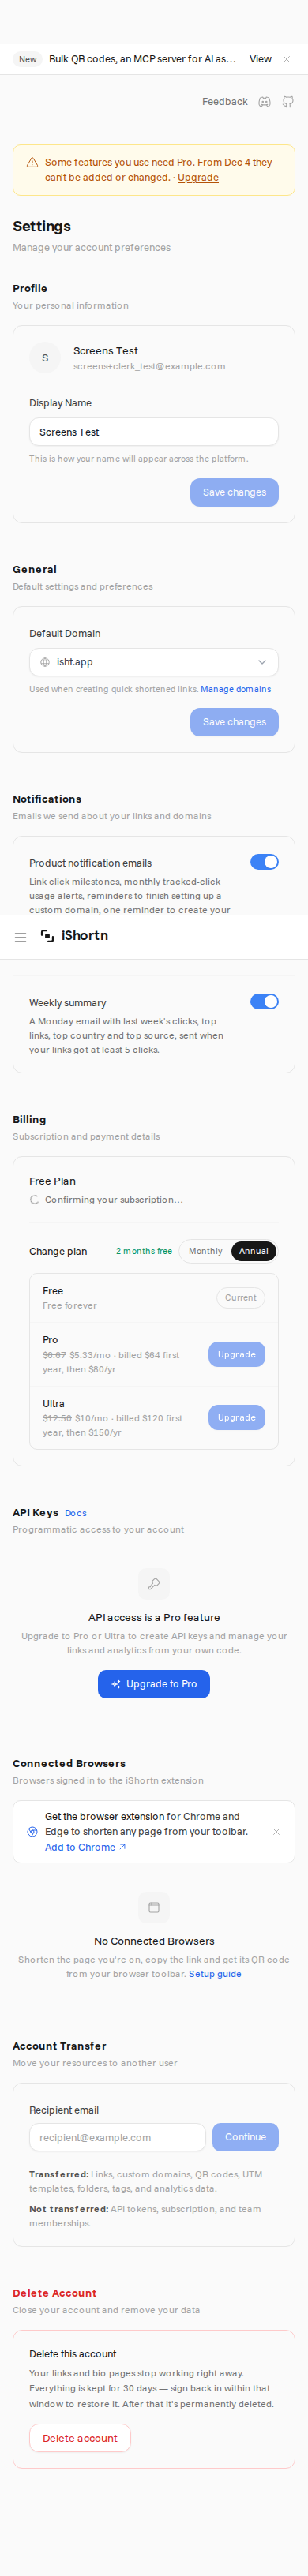 New Bulk QR codes, an MCP server for AI as... View
Feedback
Some features you use need Pro. From Dec 4 they
can't be added or changed. · Upgrade
Settings
Manage your account preferences
Profile
Your personal information
S
Screens Test
screens+clerk_test@example.com
Display Name
Screens Test
This is how your name will appear across the platform.
Save changes
General
Default settings and preferences
Default Domain
isht.app
Used when creating quick shortened links. Manage domains
Save changes
Notifications
Emails we send about your links and domains
Product notification emails
Link click milestones, monthly tracked-click
usage alerts, reminders to finish setting up a
custom domain, one reminder to create your
iShortn
Weekly summary
A Monday email with last week's clicks, top
links, top country and top source, sent when
your links got at least 5 clicks.
Billing
Subscription and payment details
Free Plan
Confirming your subscription...
Change plan 2 months free Monthly Annual
Free
Free forever
Current
Pro
$6.67 $5.33/mo · billed $64 first
year, then $80/yr
Upgrade
Ultra
$12.50 $10/mo · billed $120 first
year, then $150/yr
Upgrade
API Keys Docs
Programmatic access to your account
API access is a Pro feature
Upgrade to Pro or Ultra to create API keys and manage your
links and analytics from your own code.
Upgrade to Pro
Connected Browsers
Browsers signed in to the iShortn extension
Get the browser extension for Chrome and
Edge to shorten any page from your toolbar.
Add to Chrome
No Connected Browsers
Shorten the page you're on, copy the link and get its QR code
from your browser toolbar. Setup guide
Account Transfer
Move your resources to another user
Recipient email
recipient@example.com
Continue
Transferred: Links, custom domains, QR codes, UTM
templates, folders, tags, and analytics data.
Not transferred: API tokens, subscription, and team
memberships.
Delete Account
Close your account and remove your data
Delete this account
Your links and bio pages stop working right away.
Everything is kept for 30 days — sign back in within that
window to restore it. After that it's permanently deleted.
Delete account